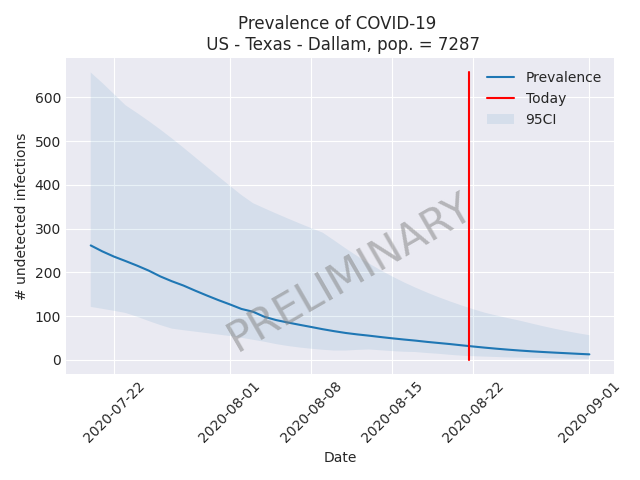 Prevalence of COVID-19
US - Texas - Dallam, pop. = 7287
Prevalence
Today
95CI
# undetected infections
600
500
400
300
200
100
0
PRELIMINARY
2020-07-22
2020-08-01
2020-08-08
2020-08-15
2020-08-22
2020-09-01
Date